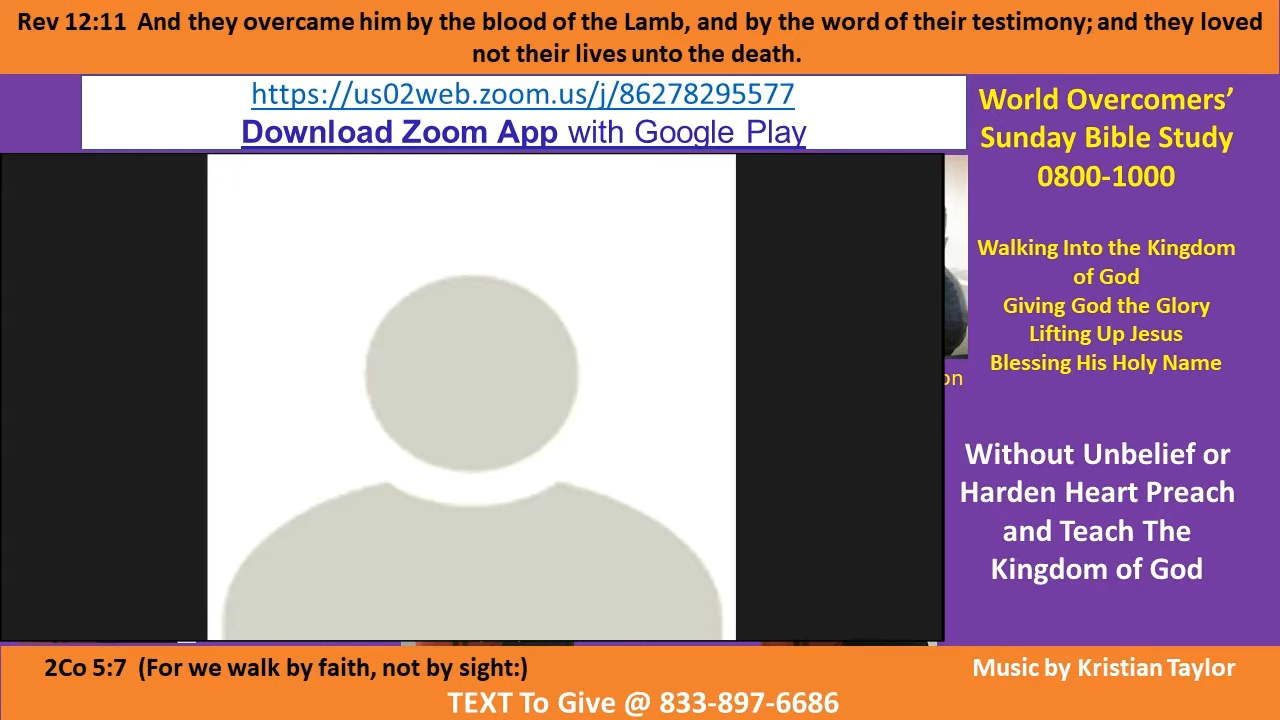 Rev 12:11 And they overcame him by the blood of the Lamb, and by the word of their testimony; and they loved
not their lives unto the death.
https://us02web.zoom.us/j/86278295577
Download Zoom App with Google Play
World Overcomers’
Sunday Bible Study
0800-1000
Walking Into the Kingdom
of God
Giving God the Glory
Lifting Up Jesus
Blessing His Holy Name
on
Without Unbelief or
Harden Heart Preach
and Teach The
Kingdom of God
2Co 5:7 (For we walk by faith, not by sight:)
Music by Kristian Taylor
TEXT To Give @ 833-897-6686